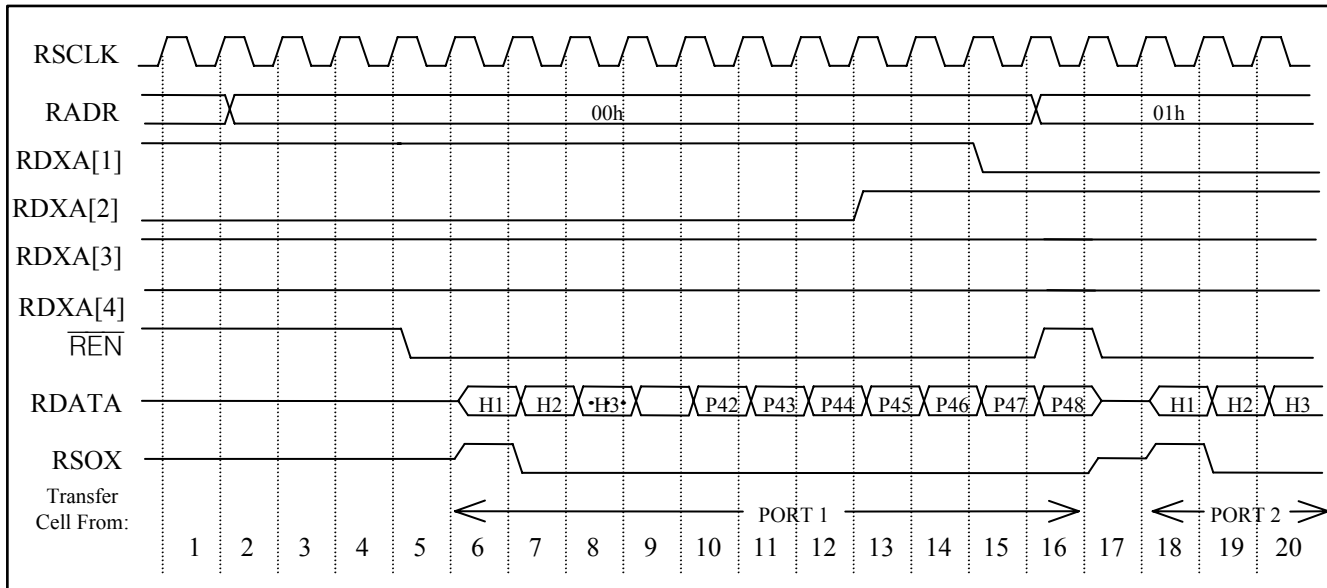 RSCLK
RADR 00h 01h
RDXA[1]
RDXA[2]
RDXA[3]
RDXA[4]
REN
RDATA H1 H2 H3 P42 P43 P44 P45 P46 P47 P48 H1 H2 H3
RSOX
Transfer
Cell From: PORT 1 PORT 2
1 2 3 4 5 6 7 8 9 10 11 12 13 14 15 16 17 18 19 20